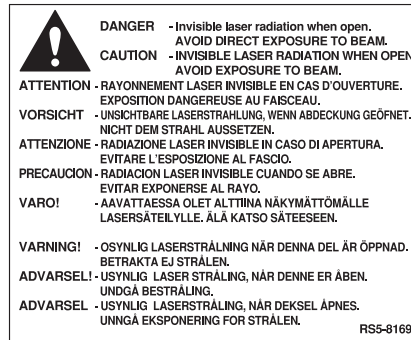 DANGER - Invisible laser radiation when open.
AVOID DIRECT EXPOSURE TO BEAM.
CAUTION - INVISIBLE LASER RADIATION WHEN OPEN
AVOID EXPOSURE TO BEAM.
ATTENTION - RAYONNEMENT LASER INVISIBLE EN CAS D'OUVERTURE.
EXPOSITION DANGEREUSE AU FAISCEAU.
VORSICHT - UNSICHTBARE LASERSTRAHLUNG, WENN ABDECKUNG GEÖFNET.
NICHT DEM STRAHL AUSSETZEN.
ATTENZIONE - RADIAZIONE LASER INVISIBLE IN CASO DI APERTURA.
EVITARE L'ESPOSIZIONE AL FASCIO.
PRECAUCION - RADIACION LASER INVISIBLE CUANDO SE ABRE.
EVITAR EXPONERSE AL RAYO.
VARO! - AAVATTAESSA OLET ALTTIINA NÄKYMÄTTÖMÄLLE
LASERSÄTEILYLLE. ÄLÄ KATSO SÄTEESEEN.
VARNING! - OSYNLIG LASERSTRÅLNING NÄR DENNA DEL ÄR ÖPPNAD.
BETRAKTA EJ STRÅLEN.
ADVARSEL! - USYNLIG LASER STRÅLING, NÅR DENNE ER ÅBEN.
UNDGÅ BESTRÅLING.
ADVARSEL - USYNLIG LASERSTRÅLING, NÅR DEKSEL ÅPNES.
UNNGÅ EKSPONERING FOR STRÅLEN.
RS5-8169